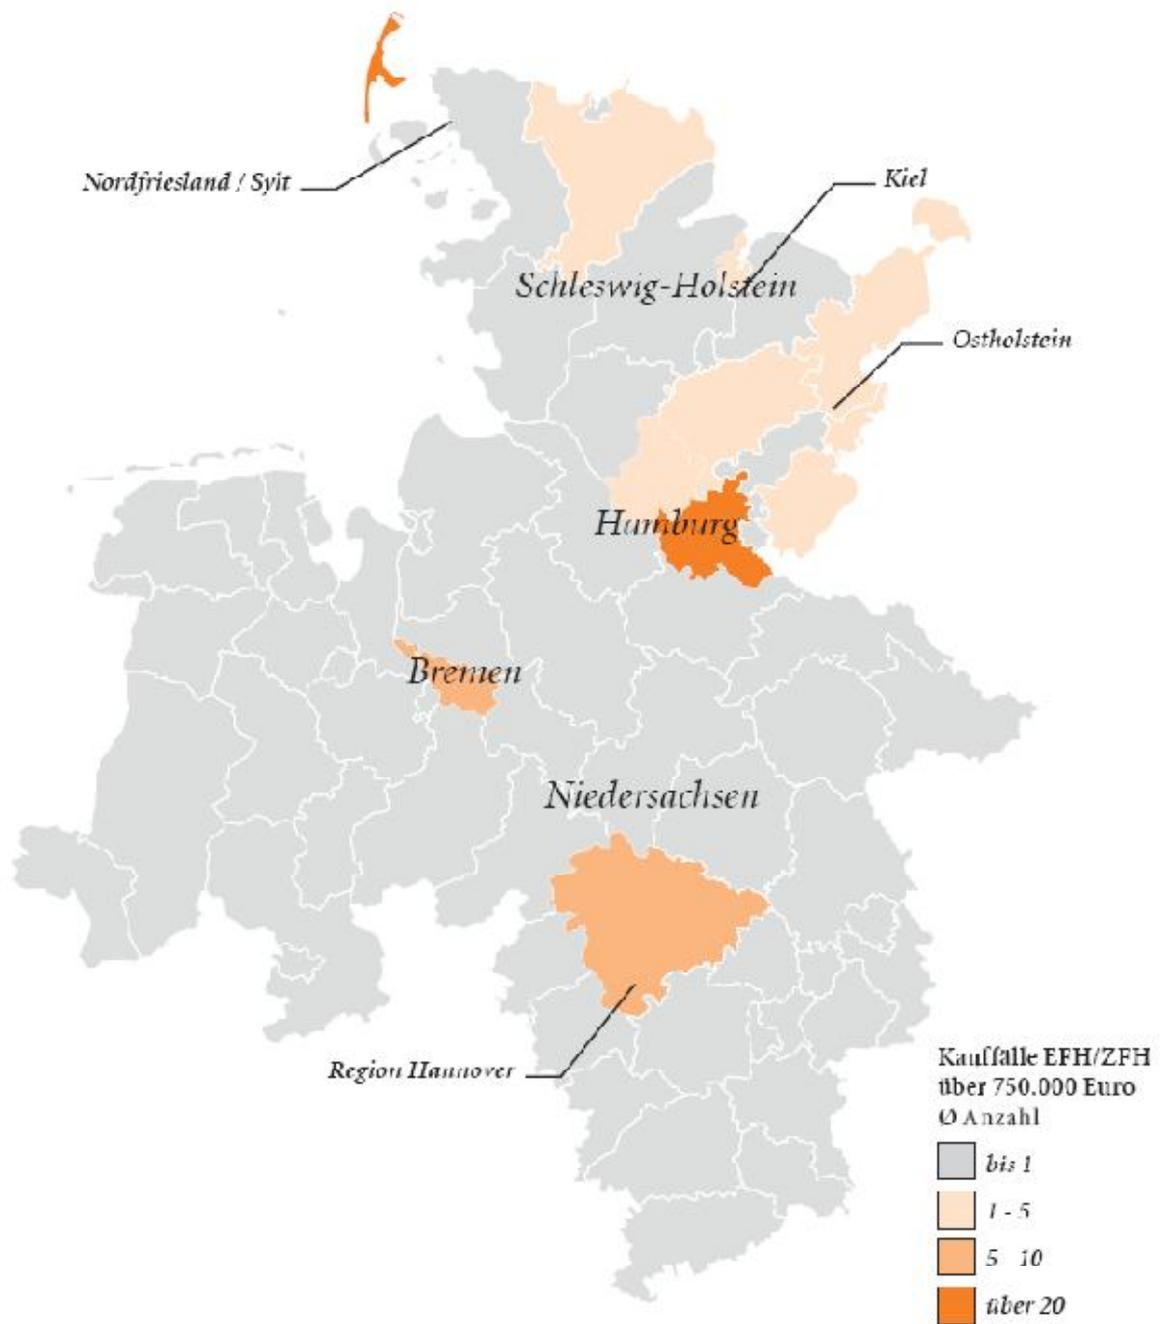 Nordfriesland / Sylt
Kiel
Schleswig-Holstein
Ostholstein
Hamburg
Bremen
Niedersachsen
Region Hannover
Kauffälle EFH/ZFH
über 750.000 Euro
Ø Anzahl
bis 1
1 - 5
5 - 10
über 20